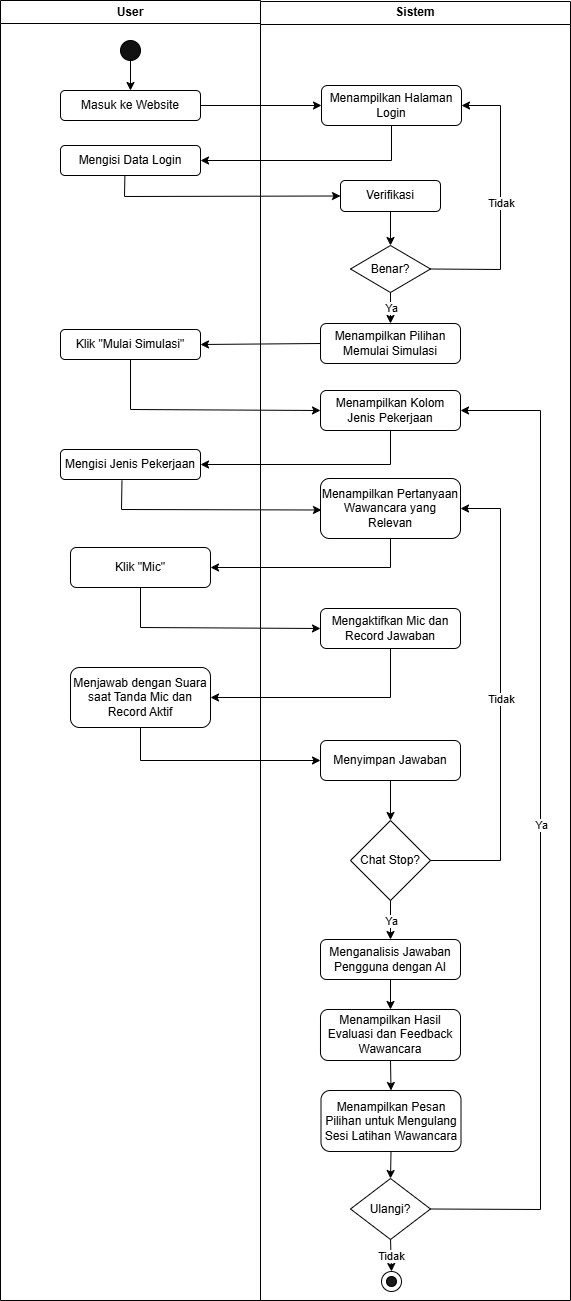 User
Sistem
Masuk ke Website
Menampilkan Halaman
Login
Mengisi Data Login
Verifikasi
Tidak
Benar?
Ya
Klik "Mulai Simulasi"
Menampilkan Pilihan
Memulai Simulasi
Menampilkan Kolom
Jenis Pekerjaan
Mengisi Jenis Pekerjaan
Menampilkan Pertanyaan
Wawancara yang
Relevan
Klik "Mic"
Mengaktifkan Mic dan
Record Jawaban
Menjawab dengan Suara
saat Tanda Mic dan
Record Aktif
Tidak
Menyimpan Jawaban
Ya
Chat Stop?
Ya
Menganalisis Jawaban
Pengguna dengan AI
Menampilkan Hasil
Evaluasi dan Feedback
Wawancara
Menampilkan Pesan
Pilihan untuk Mengulang
Sesi Latihan Wawancara
Ulangi?
Tidak